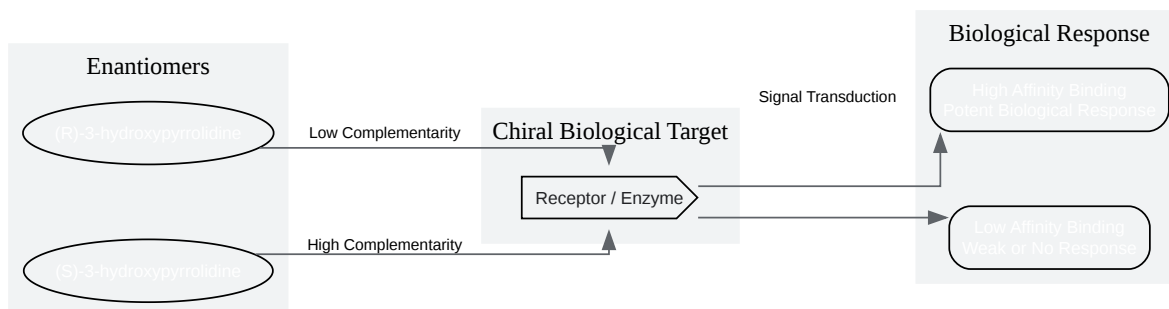 Enantiomers
(R)-3-hydroxypyrrolidine
(S)-3-hydroxypyrrolidine
Low Complementarity
High Complementarity
Chiral Biological Target
Receptor / Enzyme
Signal Transduction
Biological Response
High Affinity Binding
Potent Biological Response
Low Affinity Binding
Weak or No Response